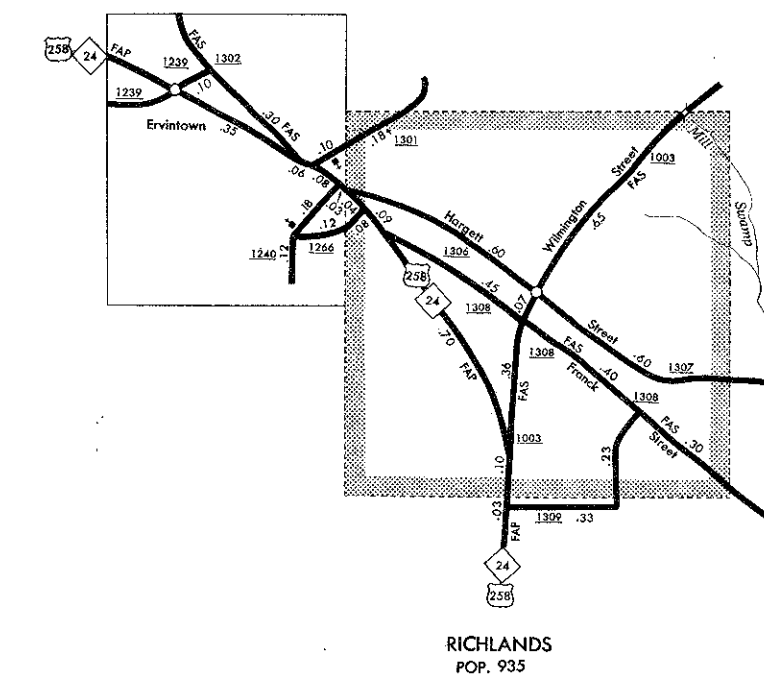 258
24
FAP
FAS
1302
1239
.10
1239
Ervintown
.35
.30
FAS
.10
.18+
1301
.06
.08
.18
.03
.04
.09
.12
.08
1240
.12
1266
Hargett
.60
1306
.45
1308
Wilmington
Street
FAS
.65
1003
Mill
Swamp
258
24
.07
.70
FAP
.36
FAS
1308
FAS
Franck
.40
Street
.60
1307
1308
FAS
Street
.30
1003
.10
.23
.03
FAP
1309
.33
24
258
RICHLANDS
POP. 935